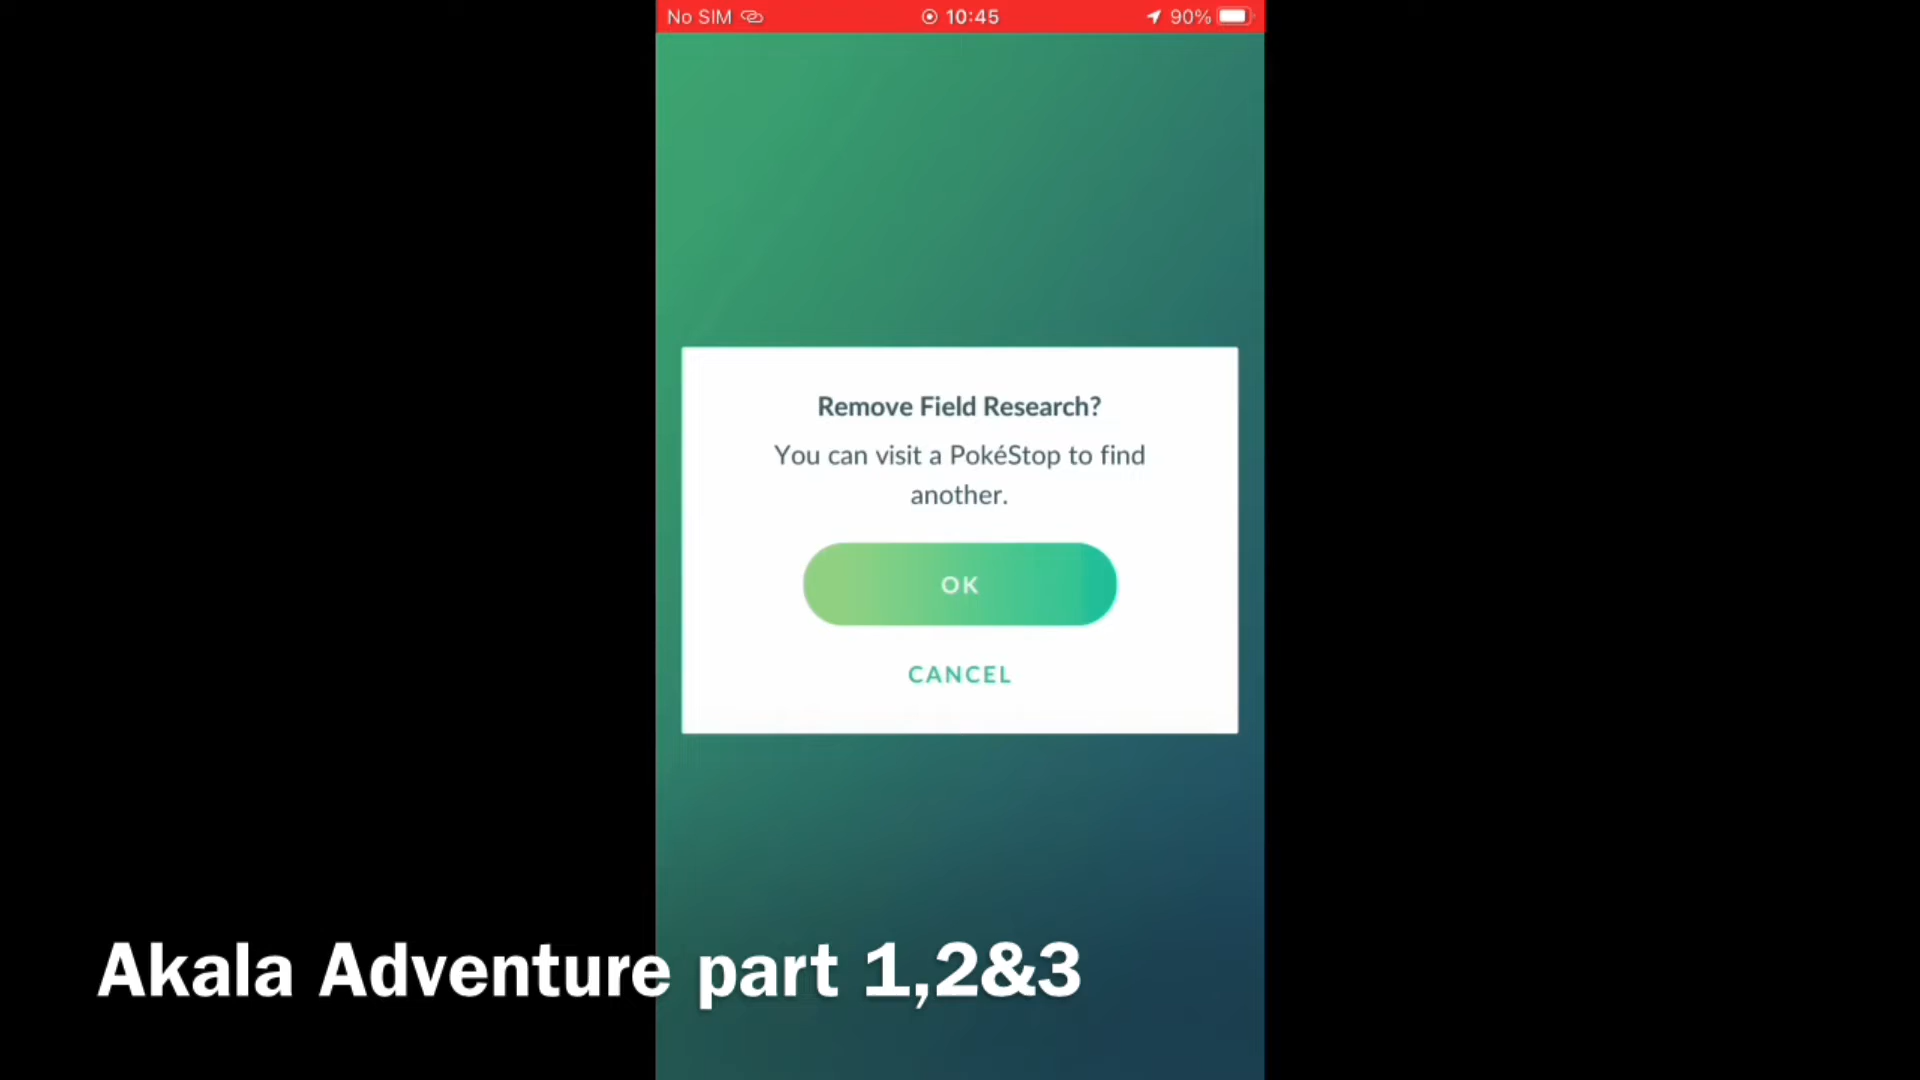 No SIM
10:45
90%
Remove Field Research?
You can visit a PokéStop to find
another.
OK
CANCEL
Akala Adventure part 1,2&3